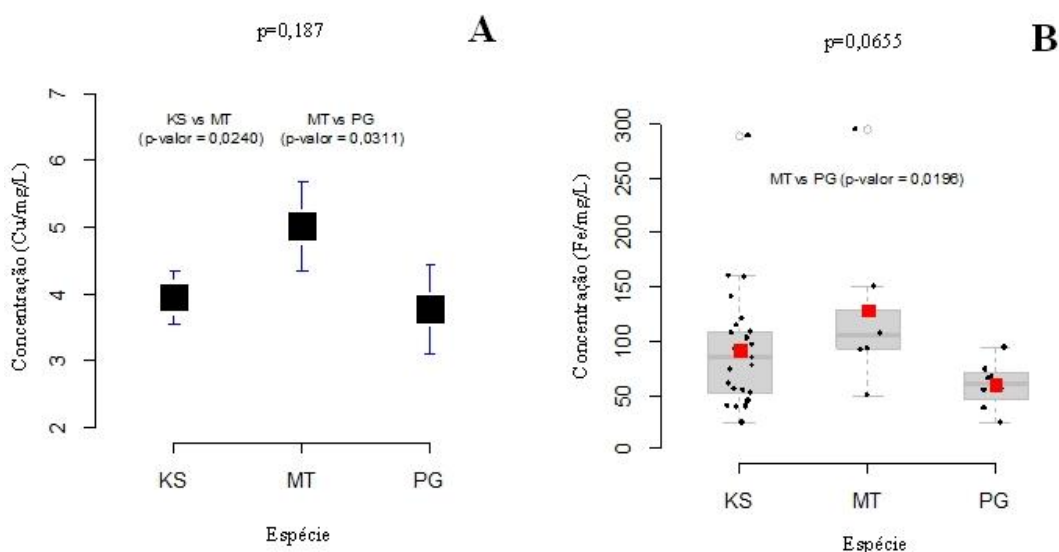 p=0,187
A
KS vs MT
(p-valor = 0,0240)
MT vs PG
(p-valor = 0,0311)
Concentração (Cu/mg/L)
7
6
5
4
3
2
KS MT PG
Espécie
p=0,0655
B
MT vs PG (p-valor = 0,0196)
Concentração (Fe/mg/L)
300
250
200
150
100
50
0
KS MT PG
Espécie